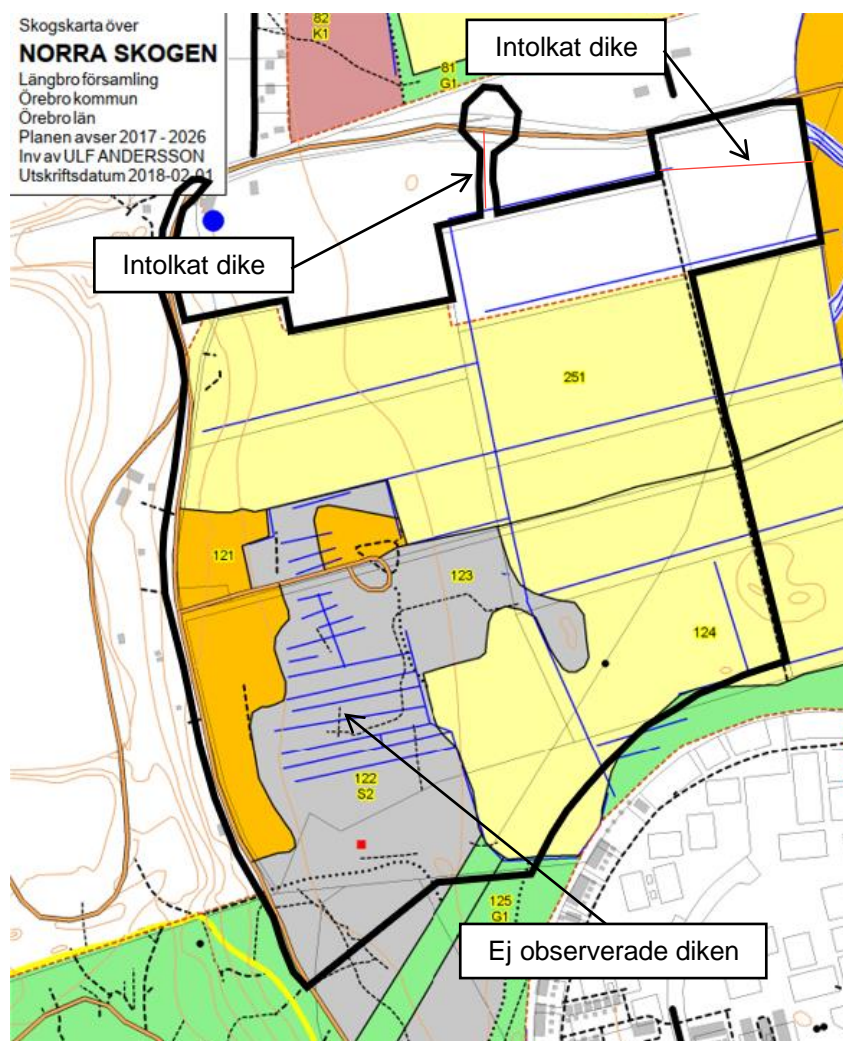 Skogskarta över
NORRA SKOGEN
Längbro församling
Örebro kommun
Örebro län
Planen avser 2017 - 2026
Inv av ULF ANDERSSON
Utskriftsdatum 2018-02-01
82
K1
81
G1
Intolkat dike
Intolkat dike
251
121
123
124
122
S2
125
G1
Ej observerade diken